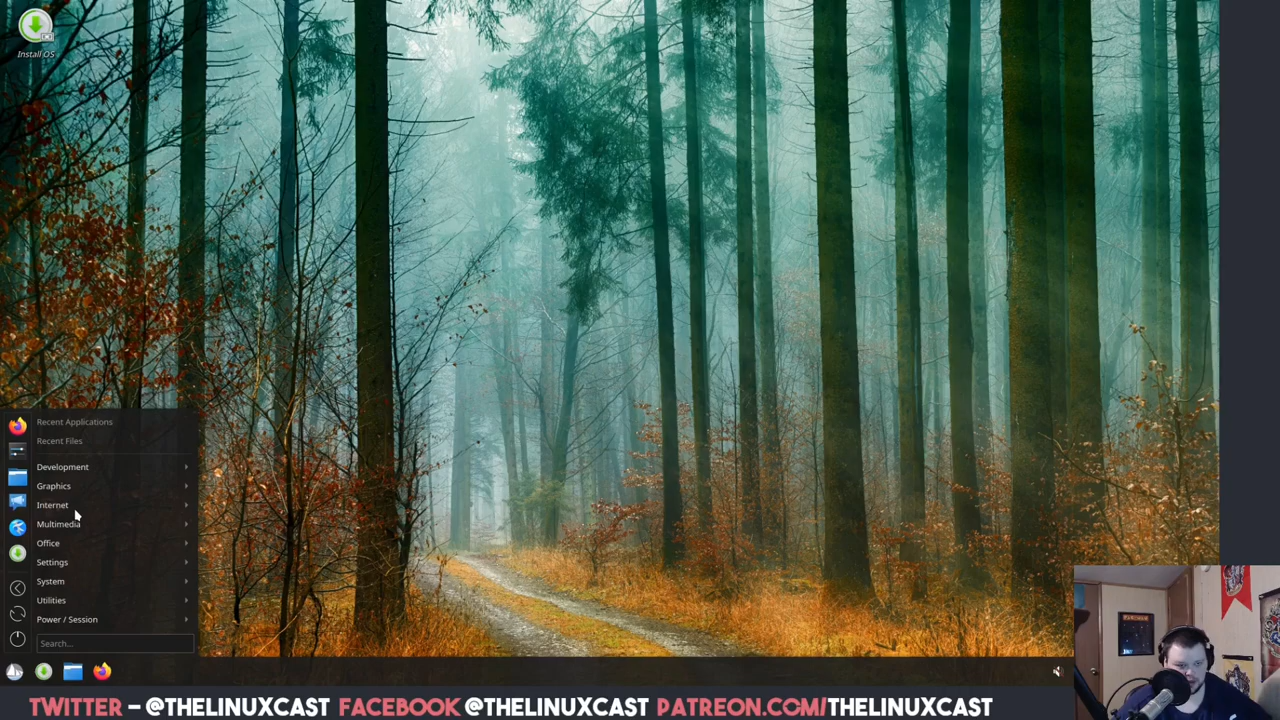 Install OS
Recent Applications
Recent Files
Development
Graphics
Internet
Multimedia
Office
Settings
System
Utilities
Power / Session
Search...
TWITTER - @THELINUXCAST FACEBOOK @THELINUXCAST PATREON.COM/THELINUXCAST